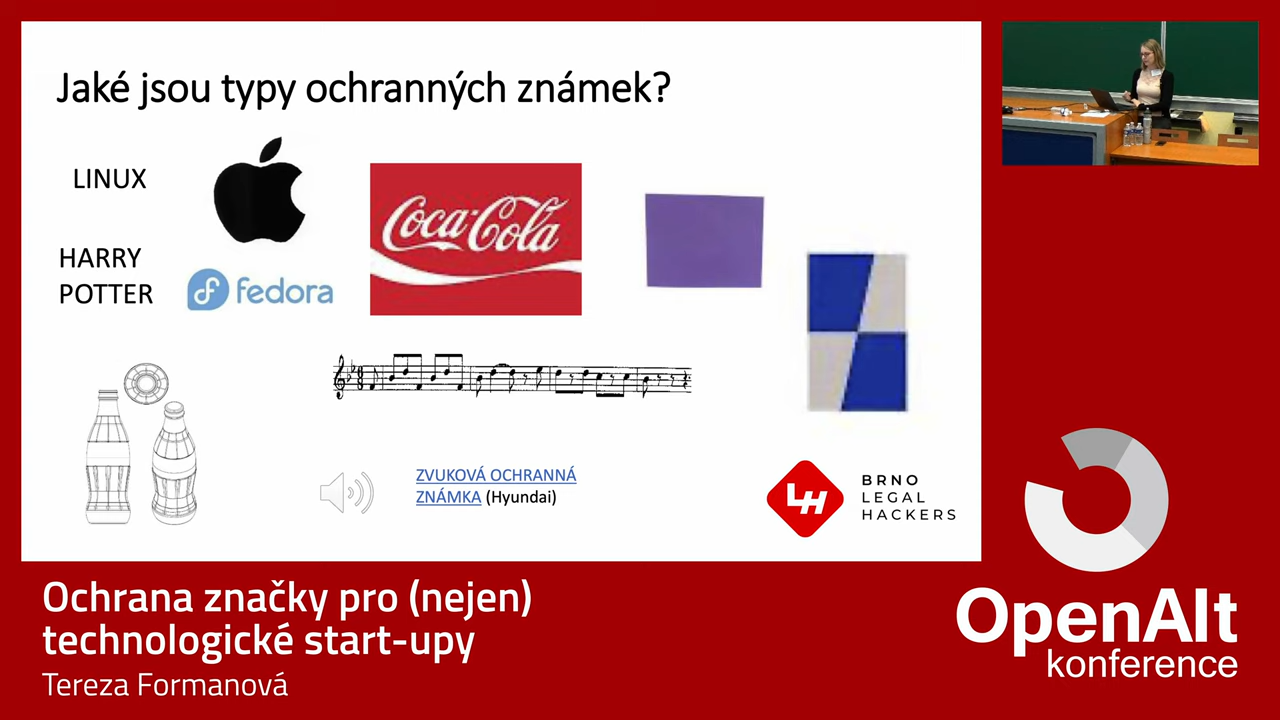 Jaké jsou typy ochranných známek?
LINUX
HARRY
POTTER
fedora
Coca-Cola
ZVUKOVÁ OCHRANNÁ
ZNÁMKA (Hyundai)
LH
BRNO
LEGAL
HACKERS
Ochrana značky pro (nejen)
technologické start-upy
Tereza Formanová
OpenAlt
konference